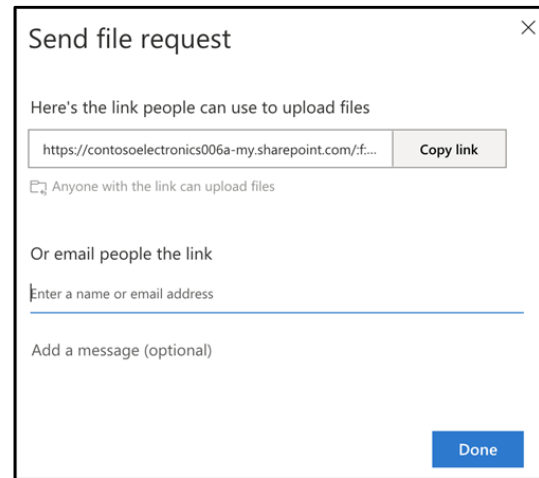 Send file request
Here's the link people can use to upload files
https://contosoelectronics006a-my.sharepoint.com/:f:...
Copy link
Anyone with the link can upload files
Or email people the link
Enter a name or email address
Add a message (optional)
Done